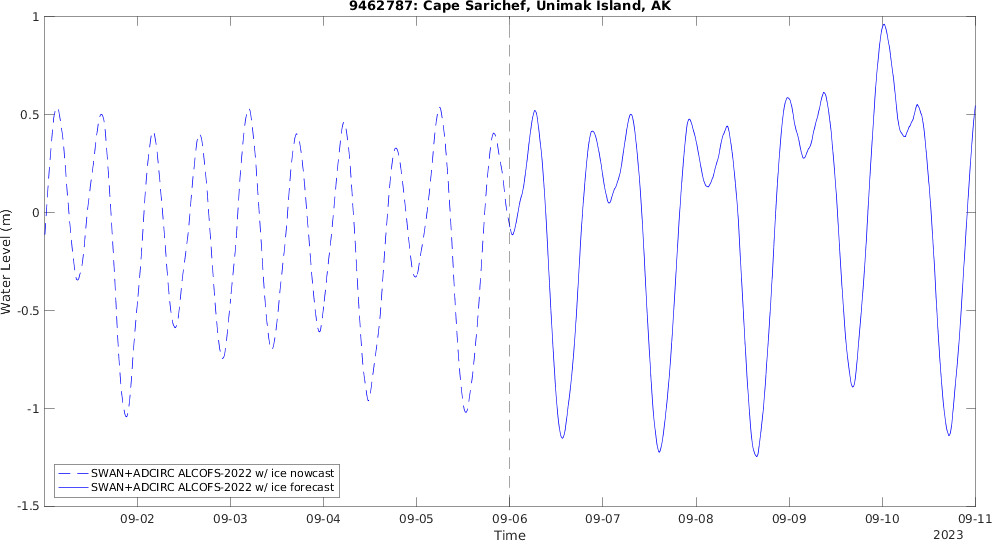 9462787: Cape Sarichef, Unimak Island, AK
1
0.5
0
-0.5
-1
-1.5
Water Level (m)
SWAN+ADCIRC ALCOFS-2022 w/ ice nowcast
SWAN+ADCIRC ALCOFS-2022 w/ ice forecast
09-02 09-03 09-04 09-05 09-06 09-07 09-08 09-09 09-10 09-11
Time
2023